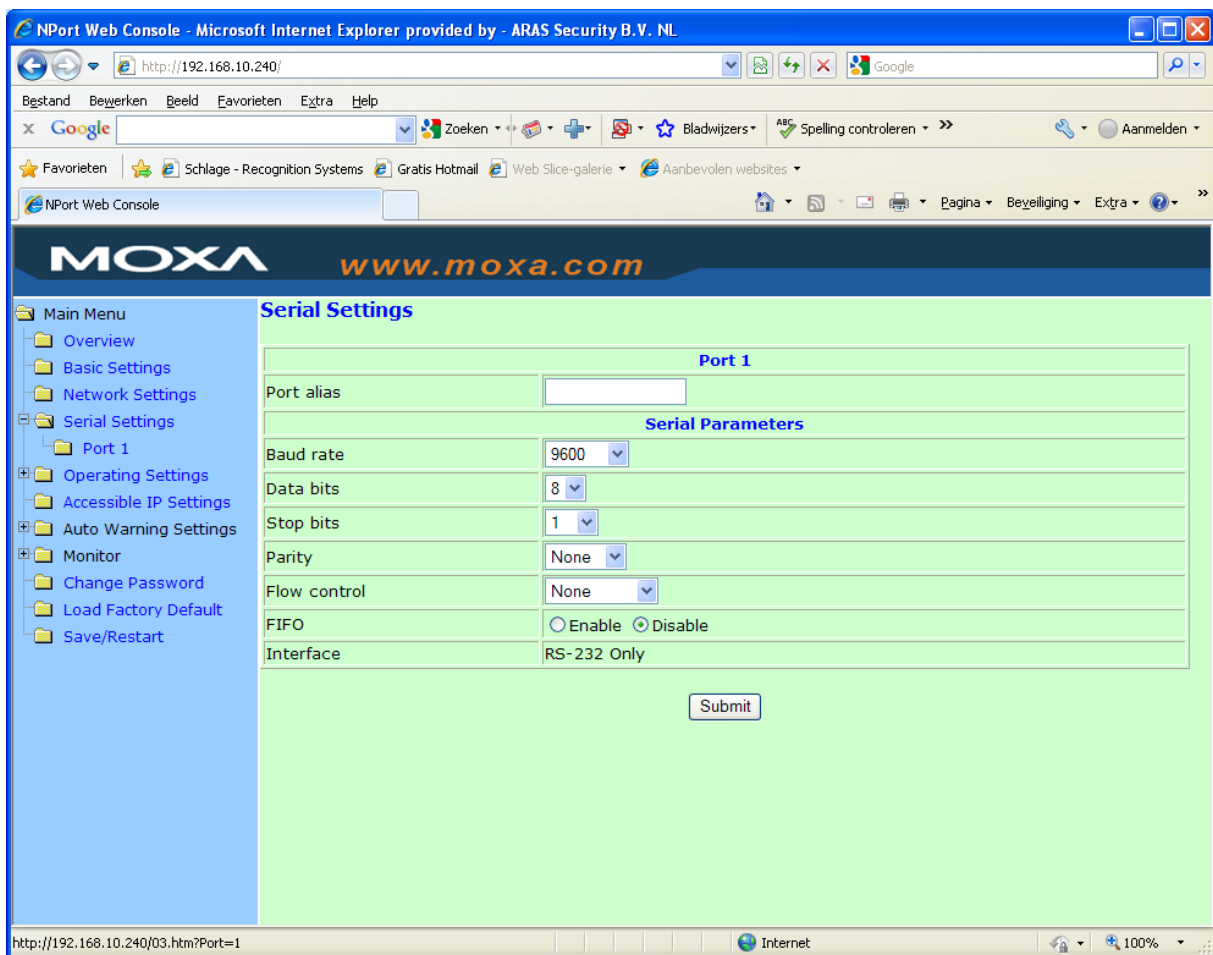 NPort Web Console - Microsoft Internet Explorer provided by - ARAS Security B.V. NL
http://192.168.10.240/
Google
Bestand Bewerken Beeld Favorieten Extra Help
x Google Zoeken Bladwijzers ABC Spelling controleren >> Aanmelden
Favorieten Schlage - Recognition Systems Gratis Hotmail Web Slice-galerie Aanbevolen websites
NPort Web Console Pagina Beveiliging Extra >>
MOXA www.moxa.com
Main Menu
Overview
Basic Settings
Network Settings
Serial Settings
Port 1
Operating Settings
Accessible IP Settings
Auto Warning Settings
Monitor
Change Password
Load Factory Default
Save/Restart
Serial Settings
Port 1
Port alias
Serial Parameters
Baud rate 9600
Data bits 8
Stop bits 1
Parity None
Flow control None
FIFO Enable Disable
Interface RS-232 Only
Submit
http://192.168.10.240/03.htm?Port=1 Internet 100%